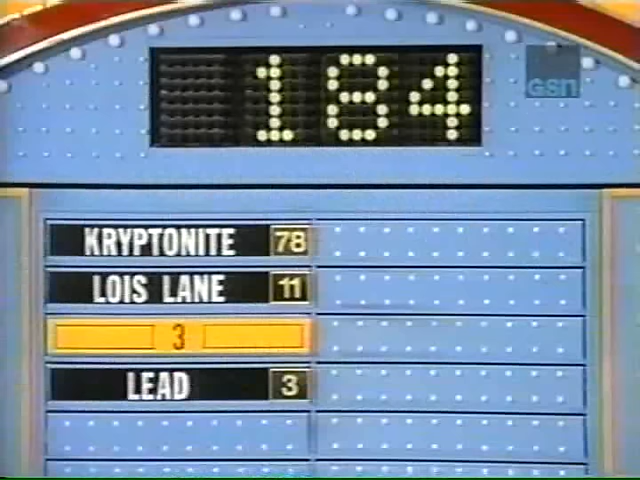 184
GSN
KRYPTONITE 78
LOIS LANE 11
3
LEAD 3